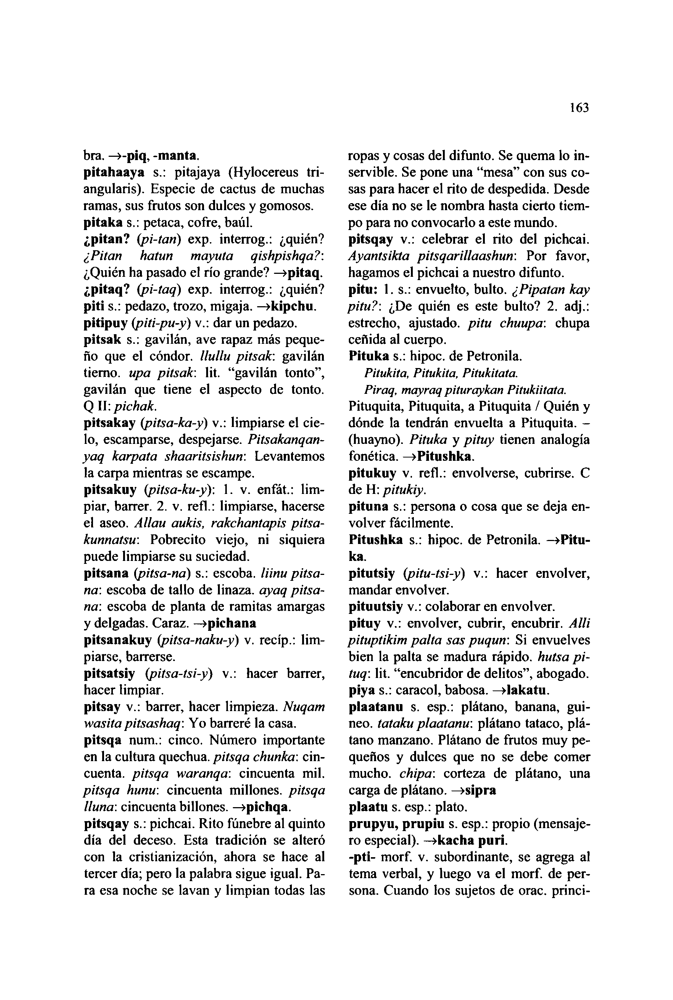 163
bra. →-piq, -manta.
pitahaaya s.: pitajaya (Hylocereus tri-
angularis). Especie de cactus de muchas
ramas, sus frutos son dulces y gomosos.
pitaka s.: petaca, cofre, baúl.
¿pitan? (pi-tan) exp. interrog.: ¿quién?
¿Pitan hatun mayuta qishpishqa?:
¿Quién ha pasado el río grande? →pitaq.
¿pitaq? (pi-taq) exp. interrog.: ¿quién?
piti s.: pedazo, trozo, migaja. →kipchu.
pitipuy (piti-pu-y) v.: dar un pedazo.
pitsak s.: gavilán, ave rapaz más peque-
ño que el cóndor. llullu pitsak: gavilán
tierno. upa pitsak: lit. “gavilán tonto”,
gavilán que tiene el aspecto de tonto.
Q II: pichak.
pitsakay (pitsa-ka-y) v.: limpiarse el cie-
lo, escamparse, despejarse. Pitsakanqan-
yaq karpata shaaritsishun: Levantemos
la carpa mientras se escampe.
pitsakuy (pitsa-ku-y): 1. v. enfát.: lim-
piar, barrer. 2. v. refl.: limpiarse, hacerse
el aseo. Allau aukis, rakchantapis pitsa-
kunnatsu: Pobrecito viejo, ni siquiera
puede limpiarse su suciedad.
pitsana (pitsa-na) s.: escoba. liinu pitsa-
na: escoba de tallo de linaza. ayaq pitsa-
na: escoba de planta de ramitas amargas
y delgadas. Caraz. →pichana
pitsanakuy (pitsa-naku-y) v. recíp.: lim-
piarse, barrerse.
pitsatsiy (pitsa-tsi-y) v.: hacer barrer,
hacer limpiar.
pitsay v.: barrer, hacer limpieza. Nuqam
wasita pitsashaq: Yo barreré la casa.
pitsqa num.: cinco. Número importante
en la cultura quechua. pitsqa chunka: cin-
cuenta. pitsqa waranqa: cincuenta mil.
pitsqa hunu: cincuenta millones. pitsqa
lluna: cincuenta billones. →pichqa.
pitsqay s.: pichcai. Rito fúnebre al quinto
día del deceso. Esta tradición se alteró
con la cristianización, ahora se hace al
tercer día; pero la palabra sigue igual. Pa-
ra esa noche se lavan y limpian todas las
ropas y cosas del difunto. Se quema lo in-
servible. Se pone una “mesa” con sus co-
sas para hacer el rito de despedida. Desde
ese día no se le nombra hasta cierto tiem-
po para no convocarlo a este mundo.
pitsqay v.: celebrar el rito del pichcai.
Ayantsikta pitsqarillaashun: Por favor,
hagamos el pichcai a nuestro difunto.
pitu: 1. s.: envuelto, bulto. ¿Pipatan kay
pitu?: ¿De quién es este bulto? 2. adj.:
estrecho, ajustado. pitu chuupa: chupa
ceñida al cuerpo.
Pituka s.: hipoc. de Petronila.
Pitukita, Pitukita, Pitukitata.
Piraq, mayraq pituraykan Pitukiitata.
Pituquita, Pituquita, a Pituquita / Quién y
dónde la tendrán envuelta a Pituquita. –
(huayno). Pituka y pituy tienen analogía
fonética. →Pitushka.
pitukuy v. refl.: envolverse, cubrirse. C
de H: pitukiy.
pituna s.: persona o cosa que se deja en-
volver fácilmente.
Pitushka s.: hipoc. de Petronila. →Pitu-
ka.
pitutsiy (pitu-tsi-y) v.: hacer envolver,
mandar envolver.
pituutsiy v.: colaborar en envolver.
pituy v.: envolver, cubrir, encubrir. Alli
pituptikim palta sas puqun: Si envuelves
bien la palta se madura rápido. hutsa pi-
tuq: lit. “encubridor de delitos”, abogado.
piya s.: caracol, babosa. →lakatu.
plaatanu s. esp.: plátano, banana, gui-
neo. tataku plaatanu: plátano tataco, plá-
tano manzano. Plátano de frutos muy pe-
queños y dulces que no se debe comer
mucho. chipa: corteza de plátano, una
carga de plátano. →sipra
plaatu s. esp.: plato.
prupyu, prupiu s. esp.: propio (mensaje-
ro especial). →kacha puri.
-pti- morf. v. subordinante, se agrega al
tema verbal, y luego va el morf. de per-
sona. Cuando los sujetos de orac. princi-